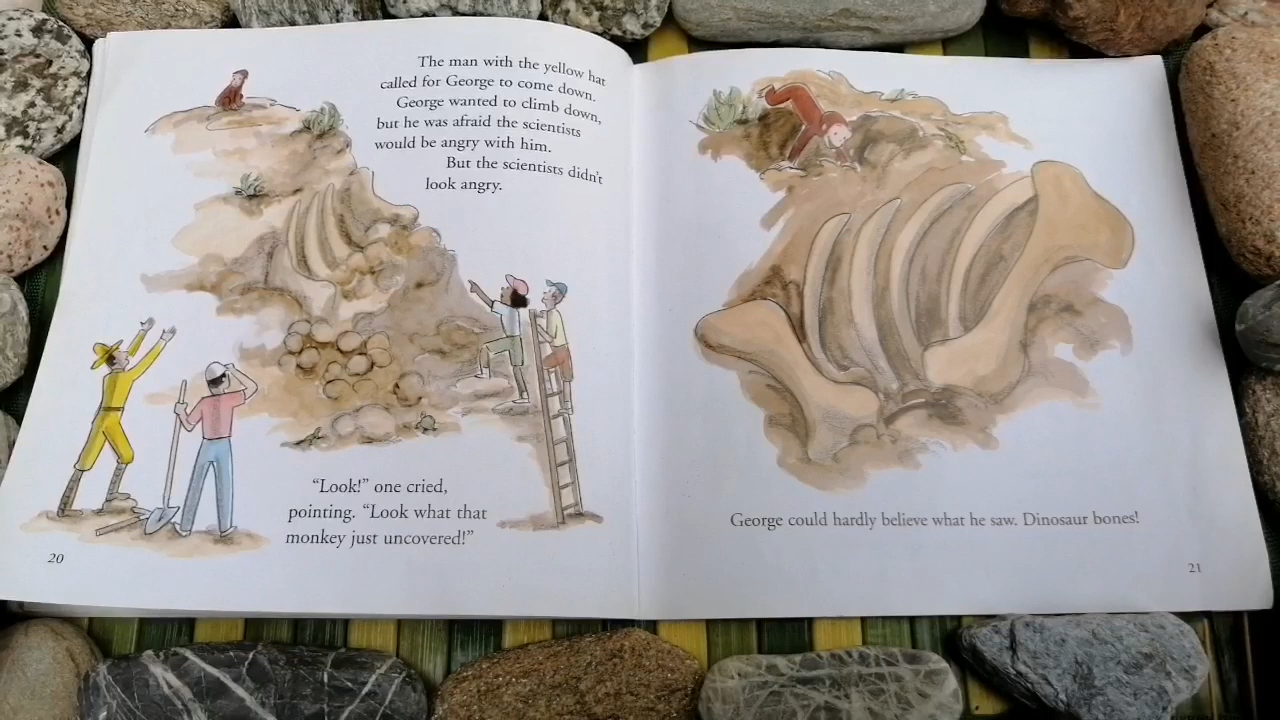 The man with the yellow hat
called for George to come down.
George wanted to climb down,
but he was afraid the scientists
would be angry with him.
But the scientists didn't
look angry.
“Look!” one cried,
pointing. “Look what that
monkey just uncovered!”
20
George could hardly believe what he saw. Dinosaur bones!
21